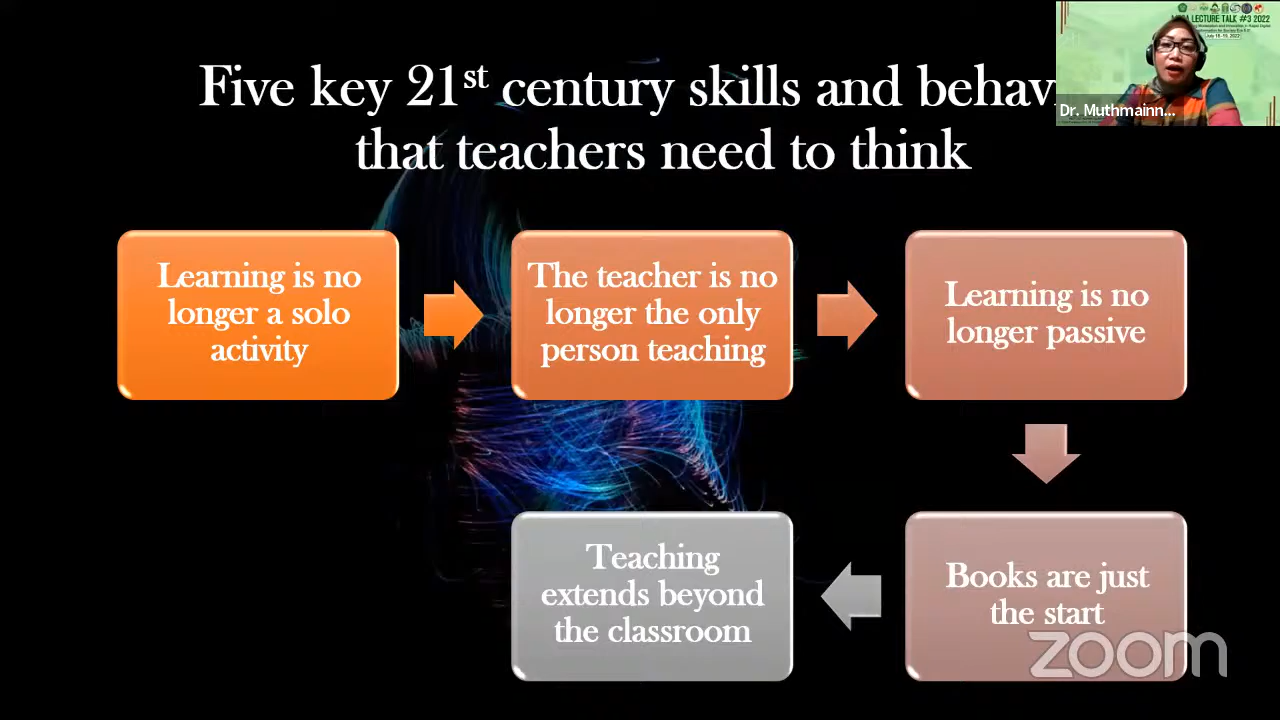 LECTURE TALK #3 2022
Dr. Muthmainn...
Five key 21st century skills and behav
that teachers need to think
Learning is no
longer a solo
activity
The teacher is no
longer the only
person teaching
Learning is no
longer passive
Teaching
extends beyond
the classroom
Books are just
the start
zoom